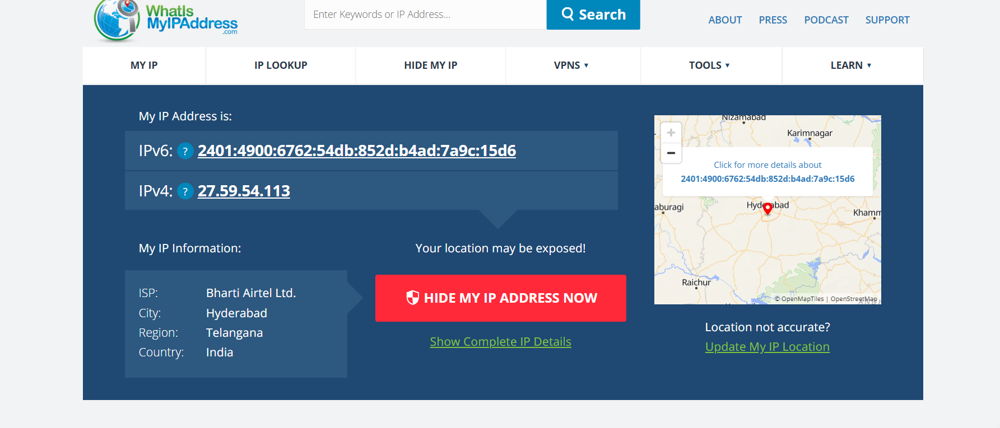 WhatIs
MyIPAddress
.com
Enter Keywords or IP Address...
Search
ABOUT PRESS PODCAST SUPPORT
MY IP IP LOOKUP HIDE MY IP VPNS ▼ TOOLS ▼ LEARN ▼
My IP Address is:
IPv6: ? 2401:4900:6762:54db:852d:b4ad:7a9c:15d6
IPv4: ? 27.59.54.113
My IP Information:
ISP: Bharti Airtel Ltd.
City: Hyderabad
Region: Telangana
Country: India
Your location may be exposed!
HIDE MY IP ADDRESS NOW
Show Complete IP Details
Nizamabad
Karimnagar
+
−
Click for more details about
2401:4900:6762:54db:852d:b4ad:7a9c:15d6
aburagi
Hyderabad
Khamm
Raichur
© OpenMapTiles | OpenStreetMap
Location not accurate?
Update My IP Location